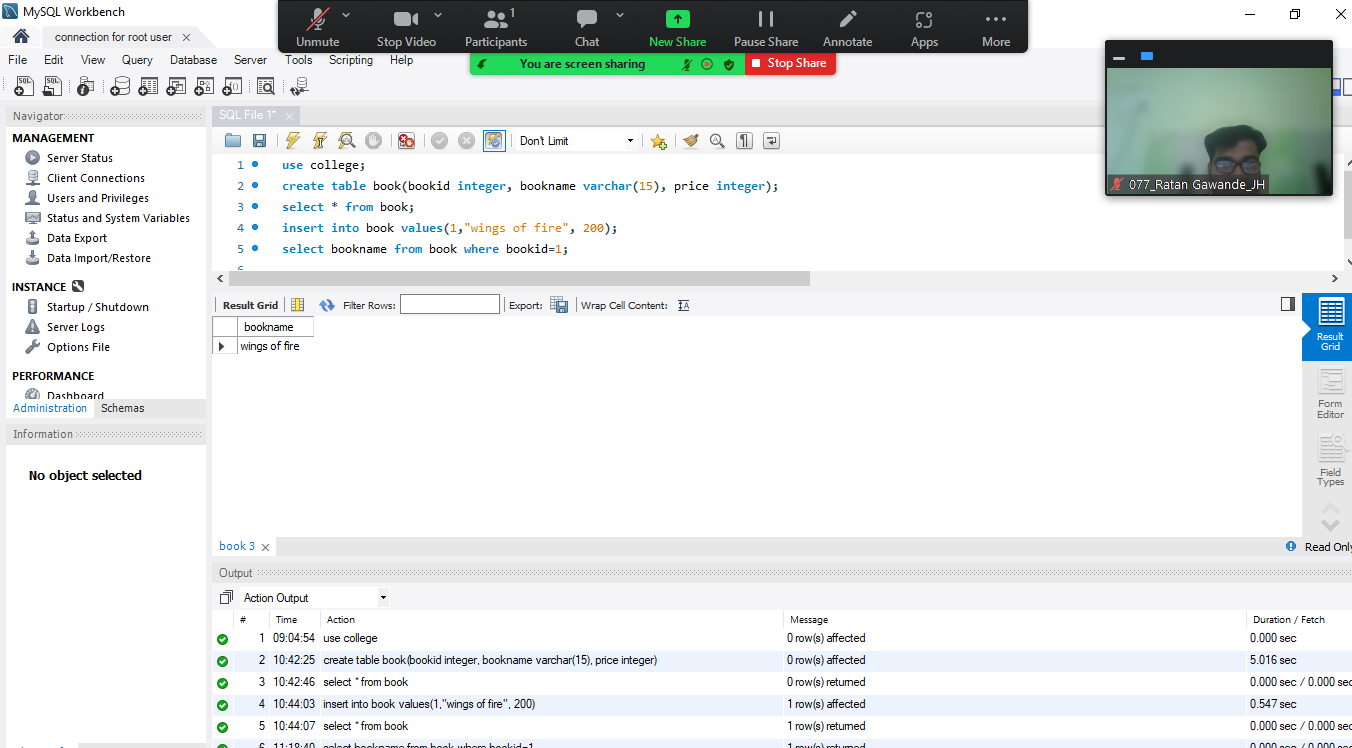 MySQL Workbench
connection for root user
File Edit View Query Database Server Tools Scripting Help
Unmute Stop Video Participants 1 Chat New Share Pause Share Annotate Apps More
You are screen sharing Stop Share
077_Ratan Gawande_JH
Navigator
MANAGEMENT
Server Status
Client Connections
Users and Privileges
Status and System Variables
Data Export
Data Import/Restore
INSTANCE
Startup / Shutdown
Server Logs
Options File
PERFORMANCE
Dashboard
Administration Schemas
Information
No object selected
SQL File 1*
Don't Limit
1 use college;
2 create table book(bookid integer, bookname varchar(15), price integer);
3 select * from book;
4 insert into book values(1,"wings of fire", 200);
5 select bookname from book where bookid=1;
6
Result Grid Filter Rows: Export: Wrap Cell Content:
bookname
wings of fire
Result Grid
Form Editor
Field Types
book 3 Read Only
Output
Action Output
# Time Action Message Duration / Fetch
1 09:04:54 use college 0 row(s) affected 0.000 sec
2 10:42:25 create table book(bookid integer, bookname varchar(15), price integer) 0 row(s) affected 5.016 sec
3 10:42:46 select * from book 0 row(s) returned 0.000 sec / 0.000 sec
4 10:44:03 insert into book values(1,"wings of fire", 200) 1 row(s) affected 0.547 sec
5 10:44:07 select * from book 1 row(s) returned 0.000 sec / 0.000 sec
6 11:18:40 select bookname from book where bookid=1 1 row(s) returned 0.000 sec / 0.000 sec